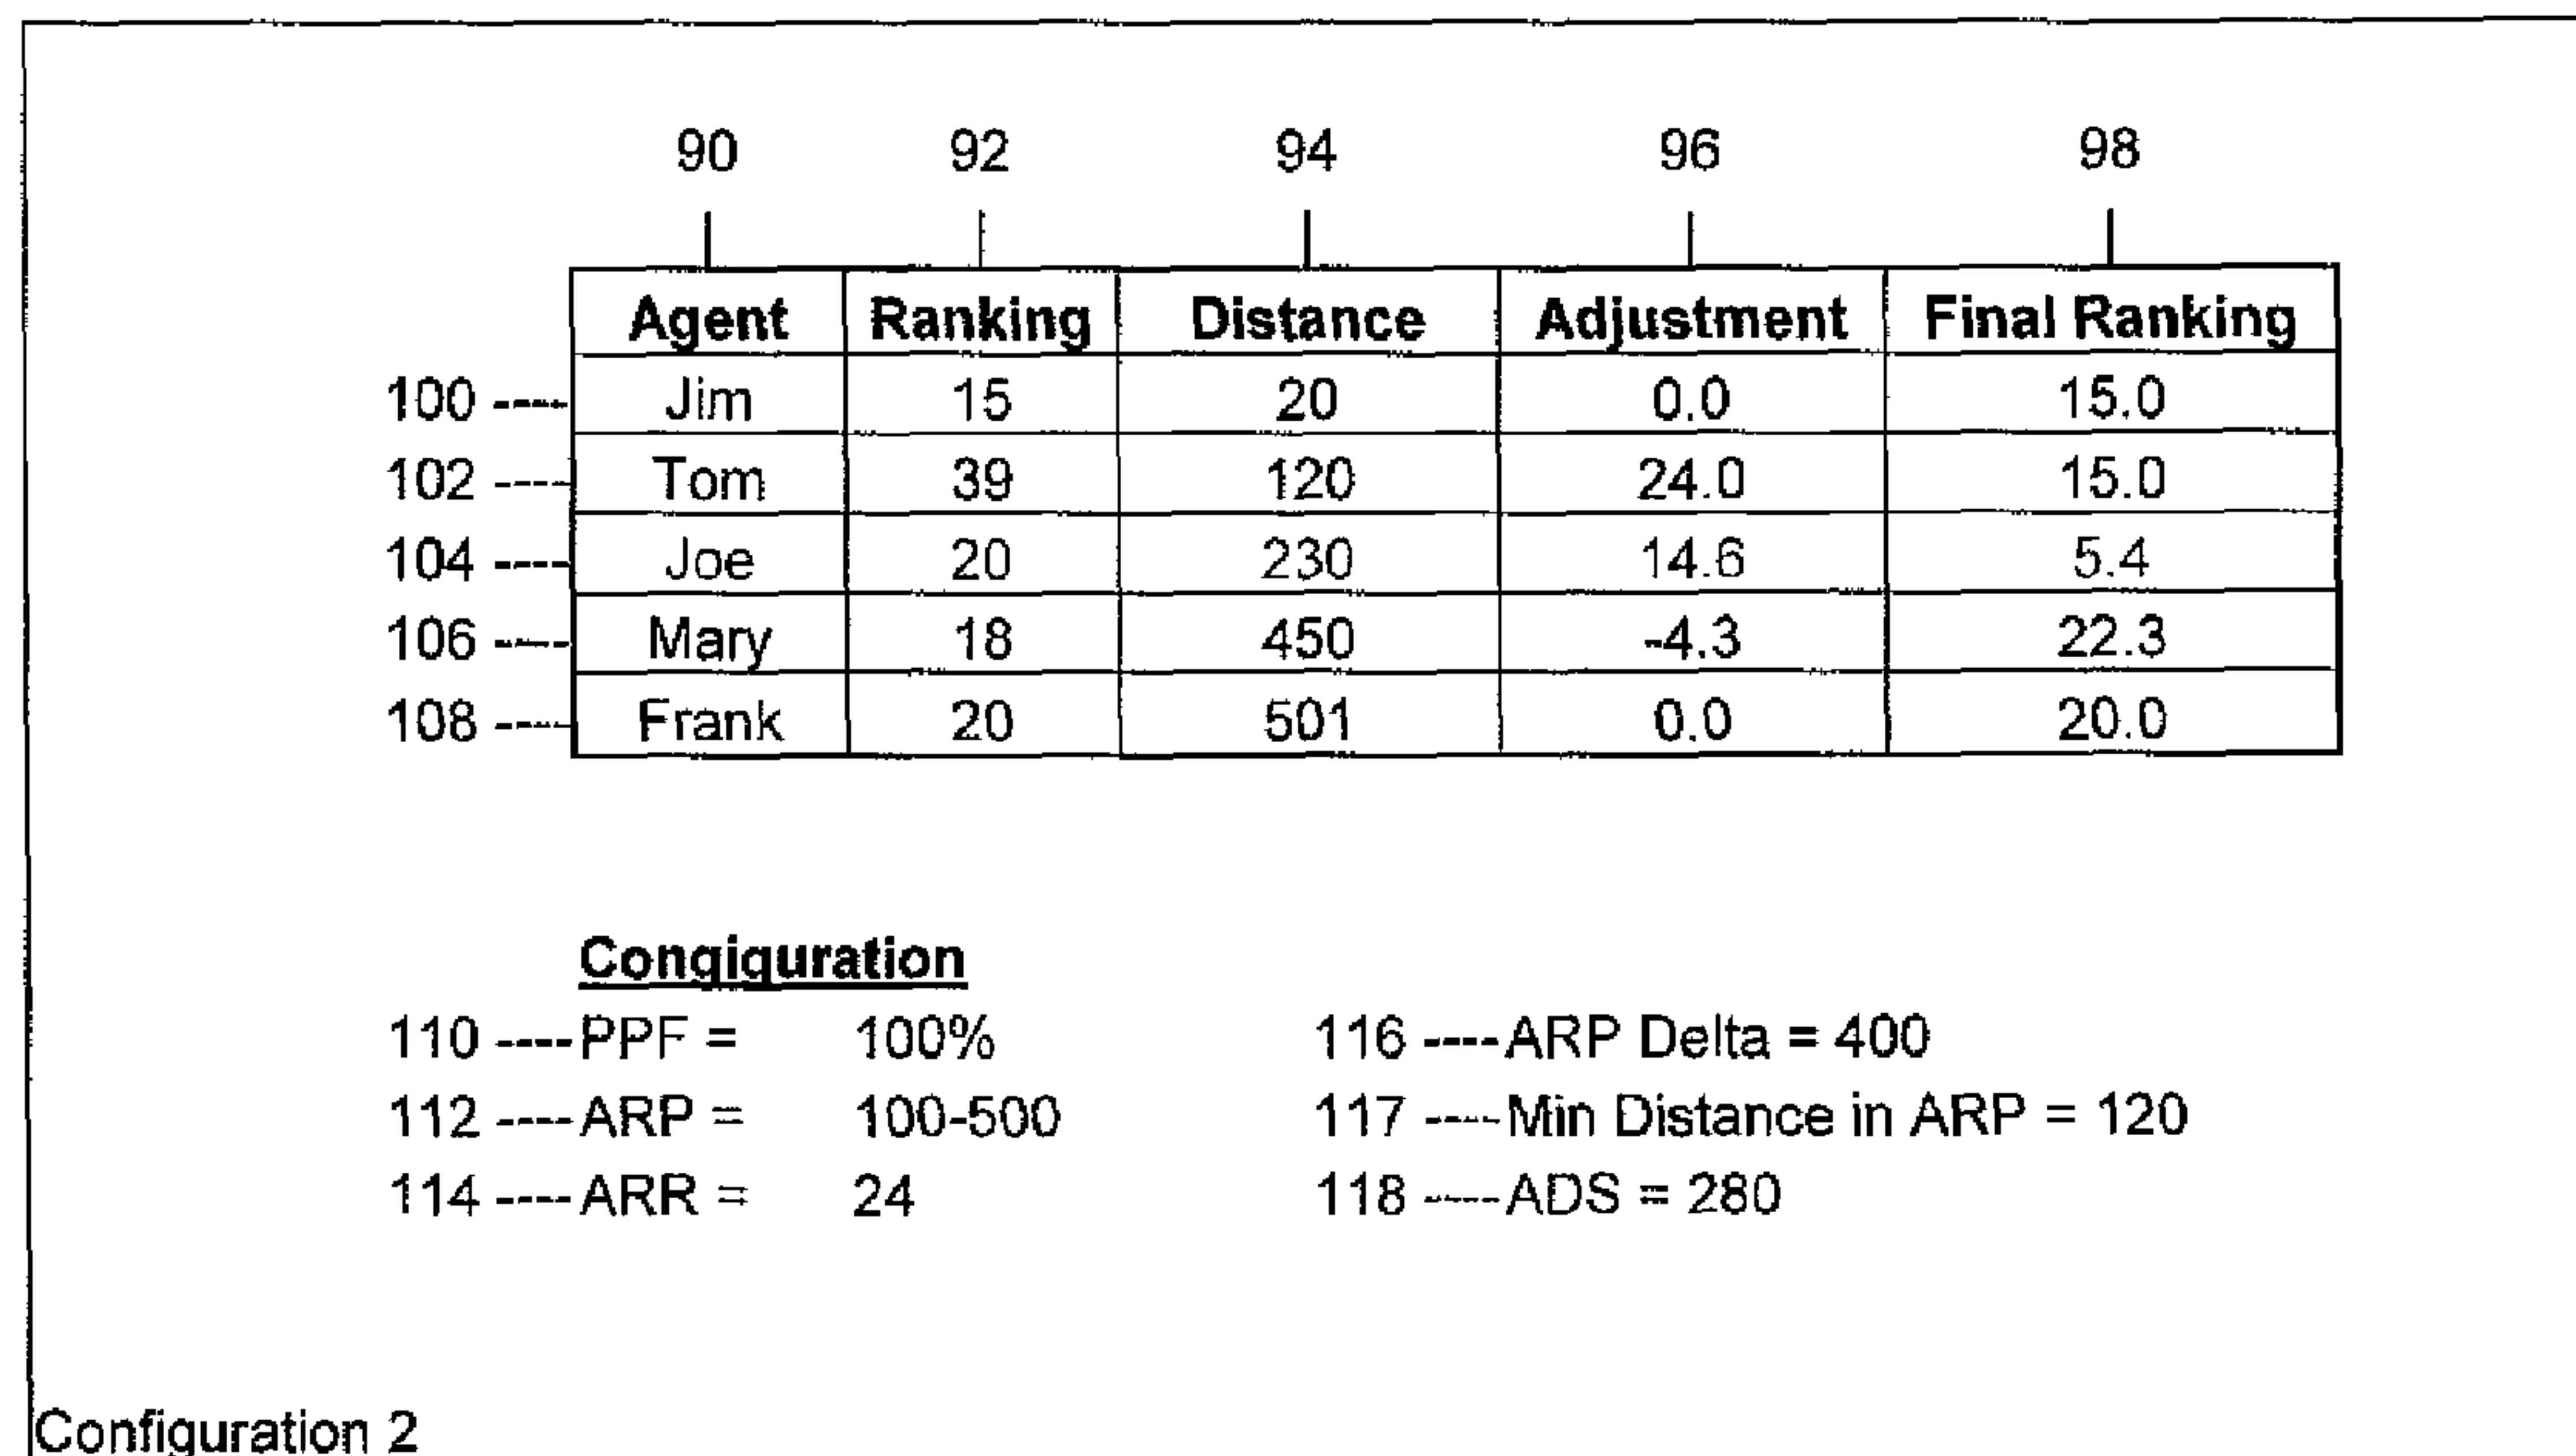 90 92 94 96 98
Agent Ranking Distance Adjustment Final Ranking
100 ---- Jim 15 20 0.0 15.0
102 ---- Tom 39 120 24.0 15.0
104 ---- Joe 20 230 14.6 5.4
106 ---- Mary 18 450 -4.3 22.3
108 ---- Frank 20 501 0.0 20.0
Congiguration
110 ----PPF = 100% 116 ----ARP Delta = 400
112 ----ARP = 100-500 117 ----Min Distance in ARP = 120
114 ----ARR = 24 118 ----ADS = 280
Configuration 2